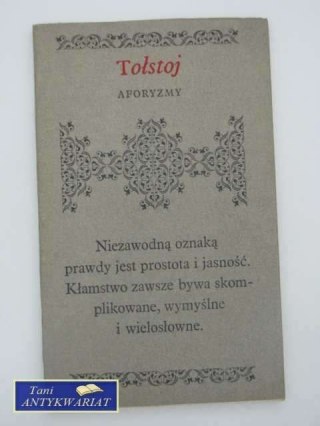 Tołstoj
AFORYZMY
Niezawodną oznaką
prawdy jest prostota i jasność.
Kłamstwo zawsze bywa skom-
plikowane, wymyślne
i wielosłowne.
Tani
ANTYKWARIAT